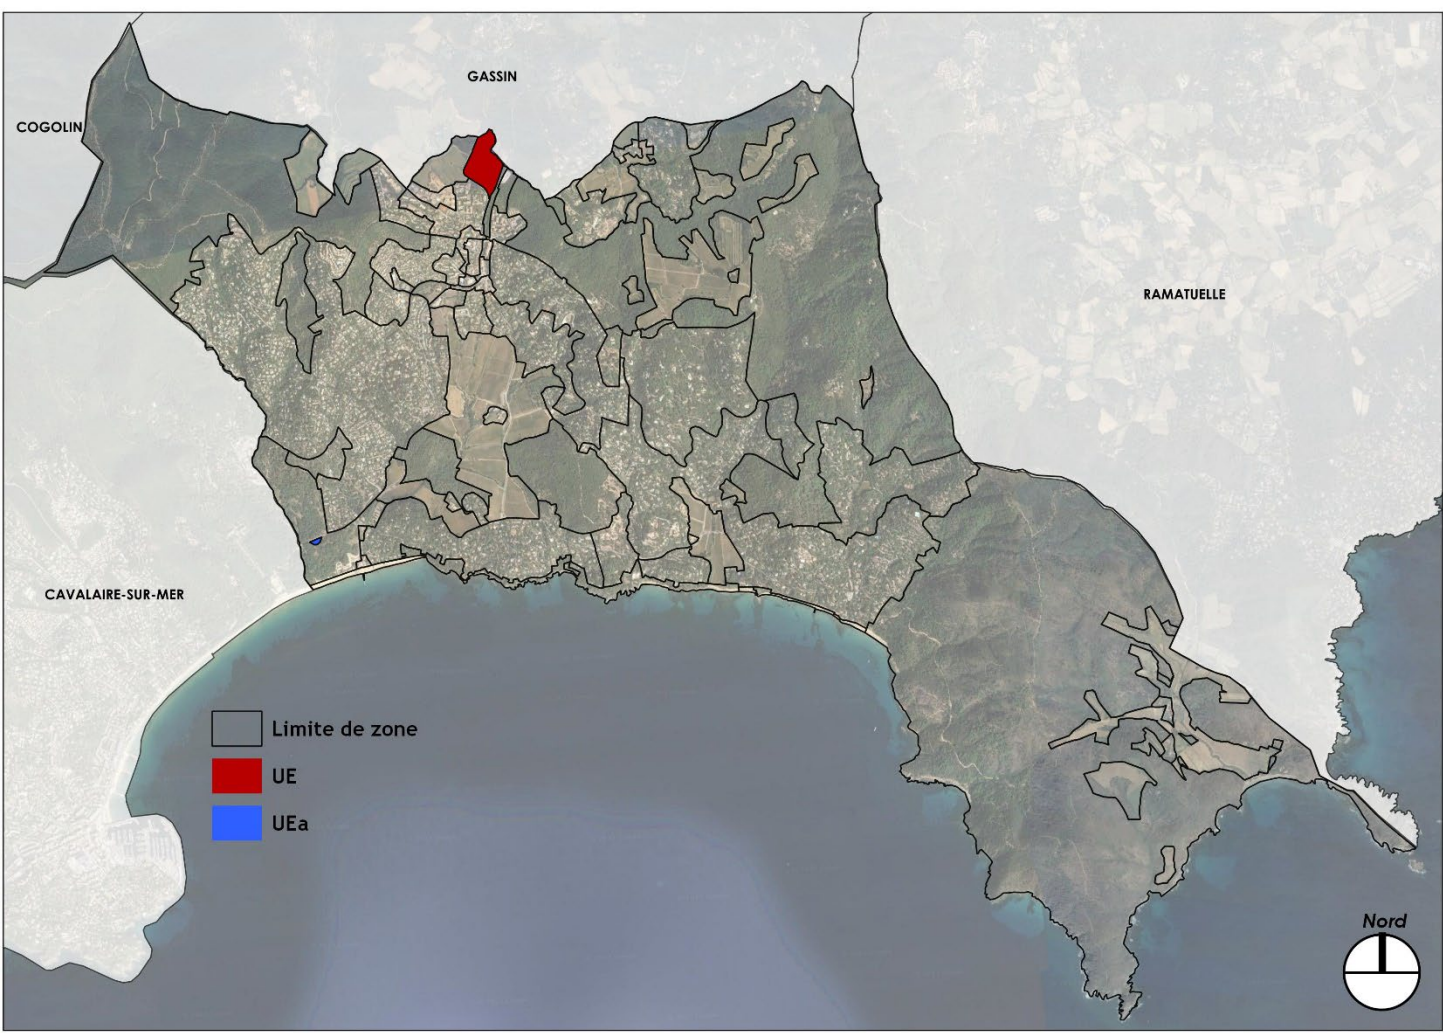 GASSIN
COGOLIN
RAMATUELLE
CAVALAIRE-SUR-MER
Limite de zone
UE
UEa
Nord